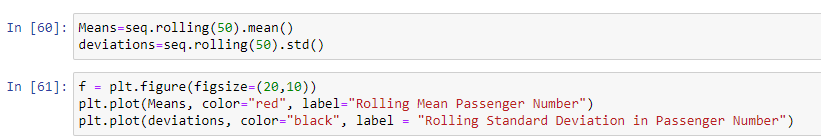 In [60]: Means=seq.rolling(50).mean()
deviations=seq.rolling(50).std()
In [61]: f = plt.figure(figsize=(20,10))
plt.plot(Means, color="red", label="Rolling Mean Passenger Number")
plt.plot(deviations, color="black", label = "Rolling Standard Deviation in Passenger Number")